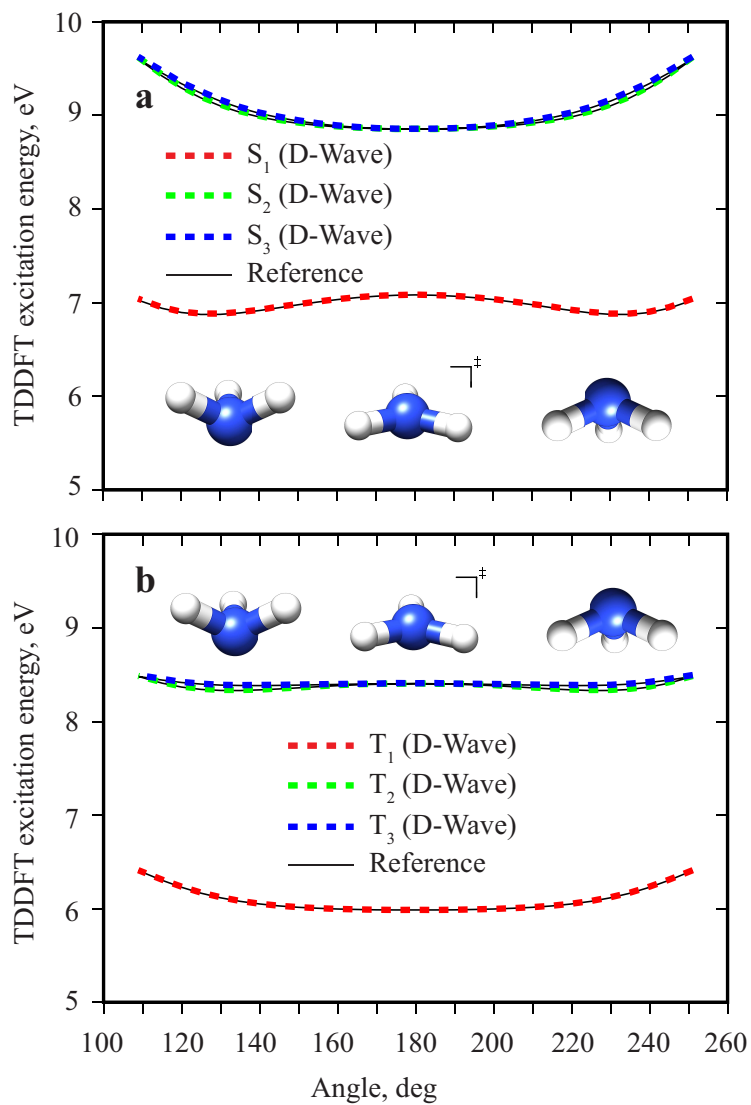 10
9
8
7
6
5
TDDFT excitation energy, eV
a
S1 (D-Wave)
S2 (D-Wave)
S3 (D-Wave)
Reference
‡
10
9
8
7
6
5
TDDFT excitation energy, eV
b
‡
T1 (D-Wave)
T2 (D-Wave)
T3 (D-Wave)
Reference
100 120 140 160 180 200 220 240 260
Angle, deg